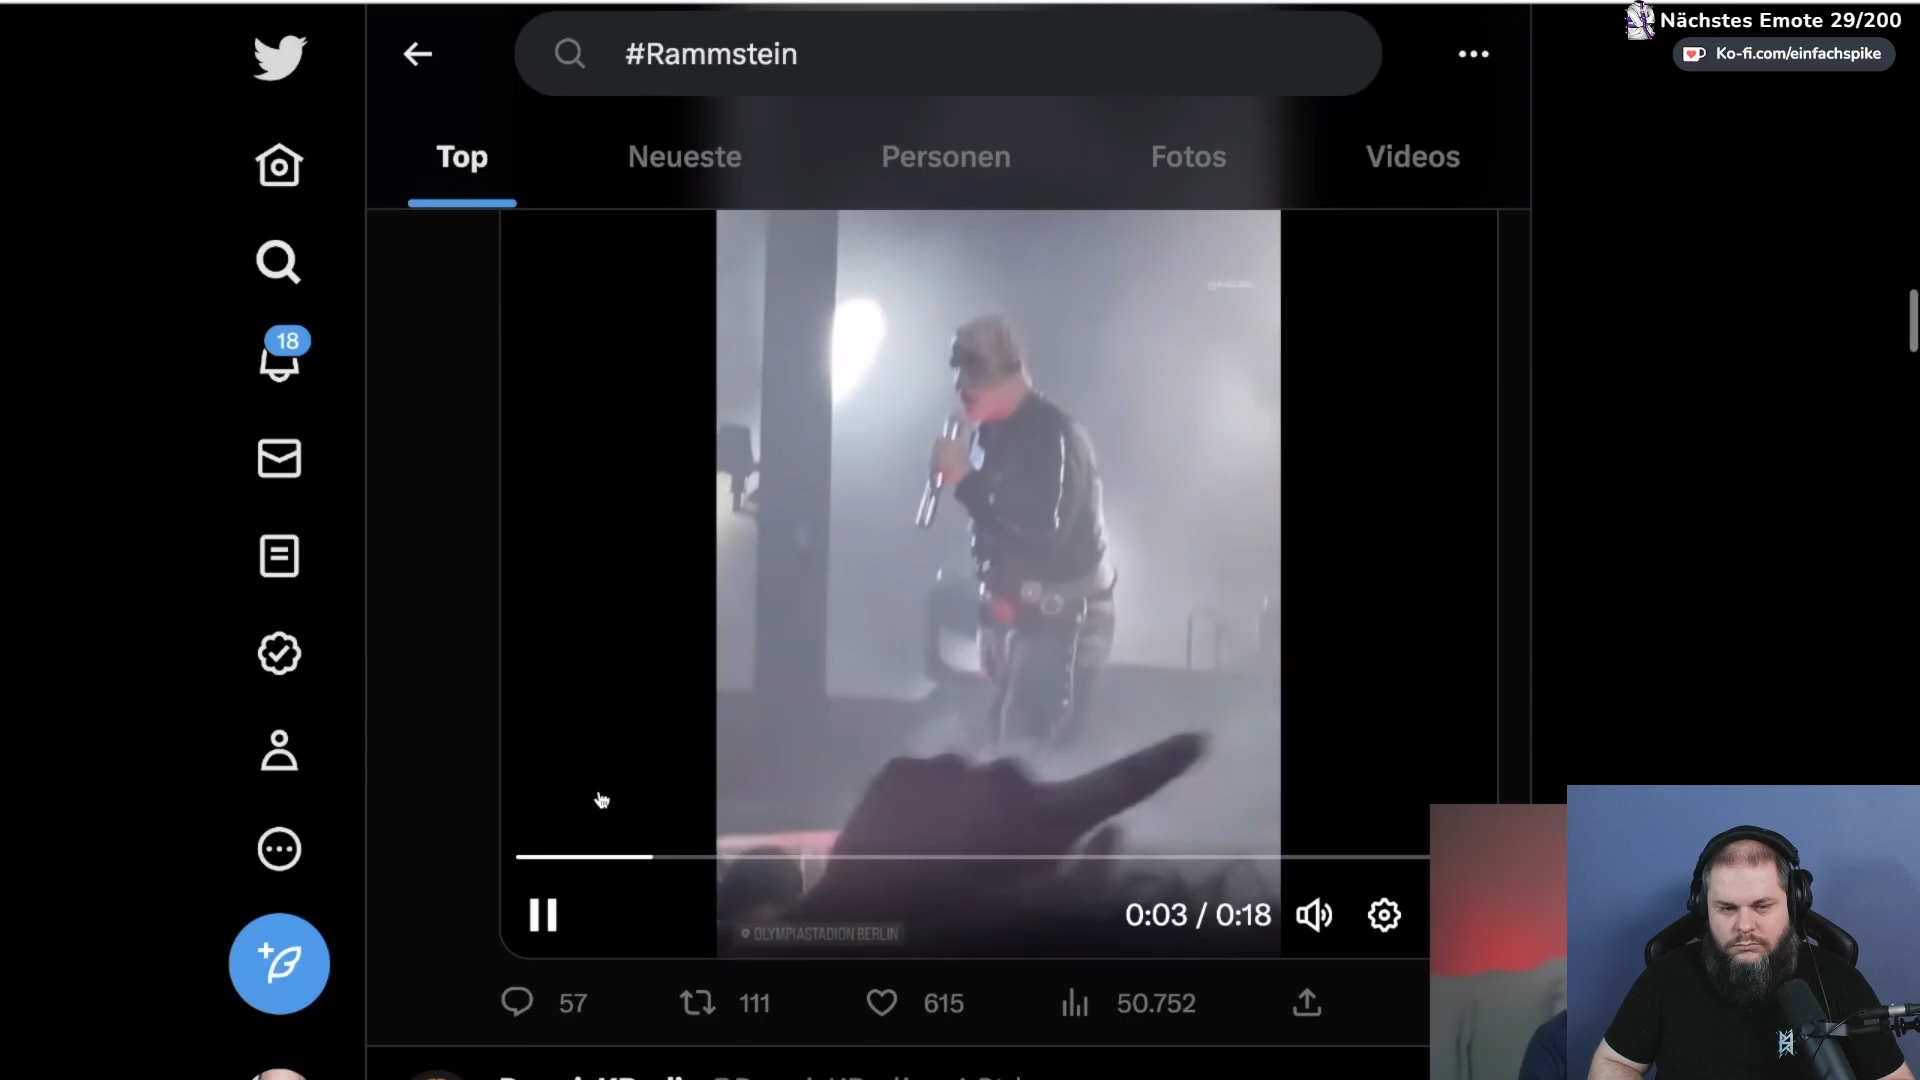 Nächstes Emote 29/200
Ko-fi.com/einfachspike
#Rammstein
Top
Neueste
Personen
Fotos
Videos
18
0:03 / 0:18
OLYMPIASTADION BERLIN
57
111
615
50.752